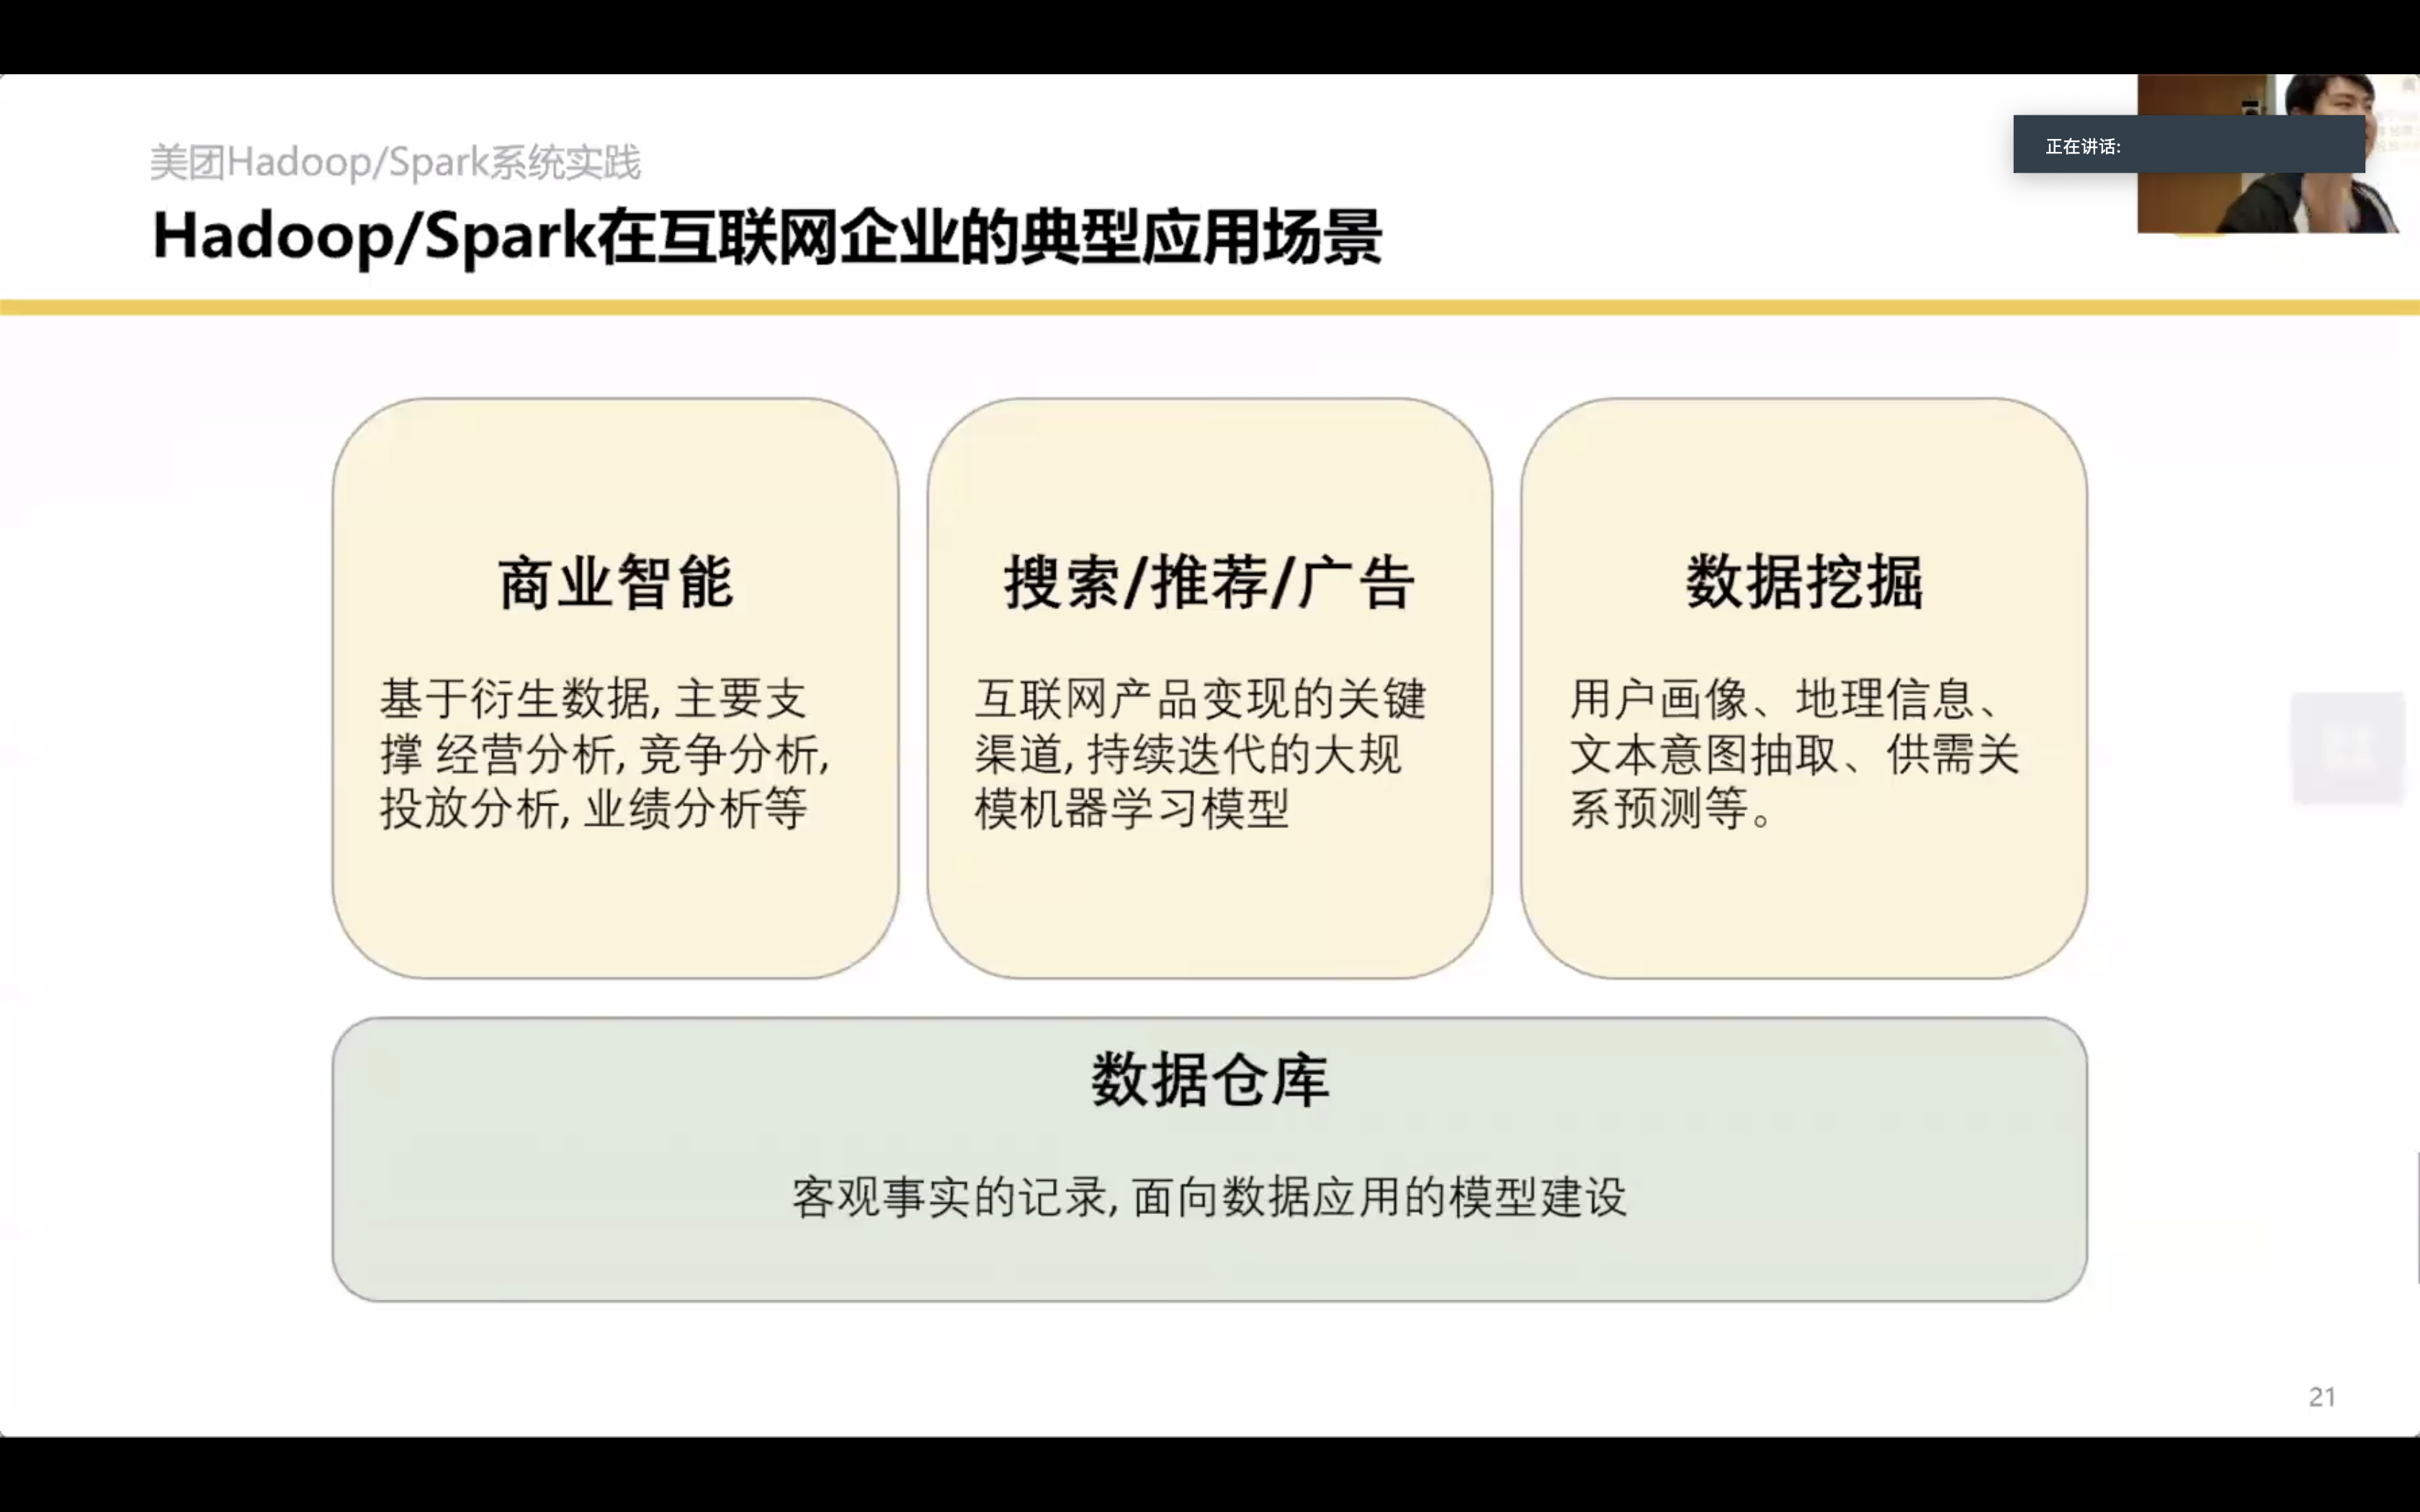 美团Hadoop/Spark系统实践
Hadoop/Spark在互联网企业的典型应用场景
正在讲话:
商业智能
基于衍生数据, 主要支
撑 经营分析, 竞争分析,
投放分析, 业绩分析等
搜索/推荐/广告
互联网产品变现的关键
渠道, 持续迭代的大规
模机器学习模型
数据挖掘
用户画像、地理信息、
文本意图抽取、供需关
系预测等。
数据仓库
客观事实的记录, 面向数据应用的模型建设
21